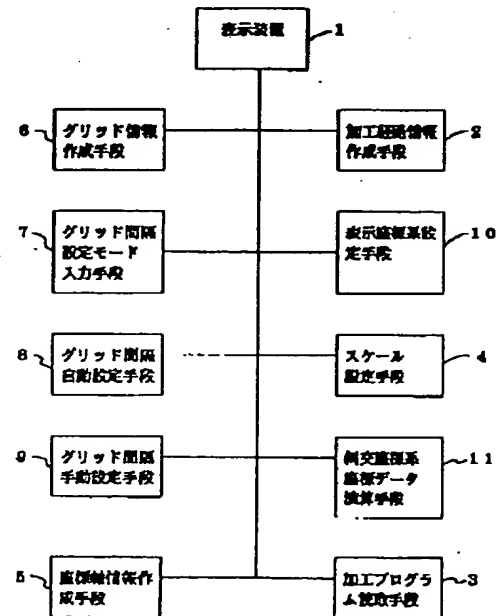 表示装置
1
6
グリッド情報
作成手段
加工経路情報
作成手段
2
7
グリッド間隔
設定モード
入力手段
表示座標系設
定手段
10
8
グリッド間隔
自動設定手段
スケール
設定手段
4
9
グリッド間隔
手動設定手段
斜交座標系
座標データ
演算手段
11
5
座標軸情報作
成手段
加工プログラ
ム読取手段
3